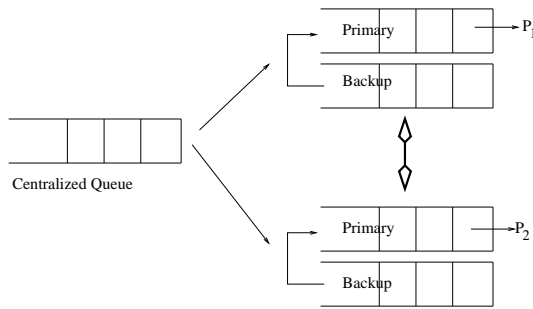 Primary
P1
Backup
Centralized Queue
Primary
P2
Backup